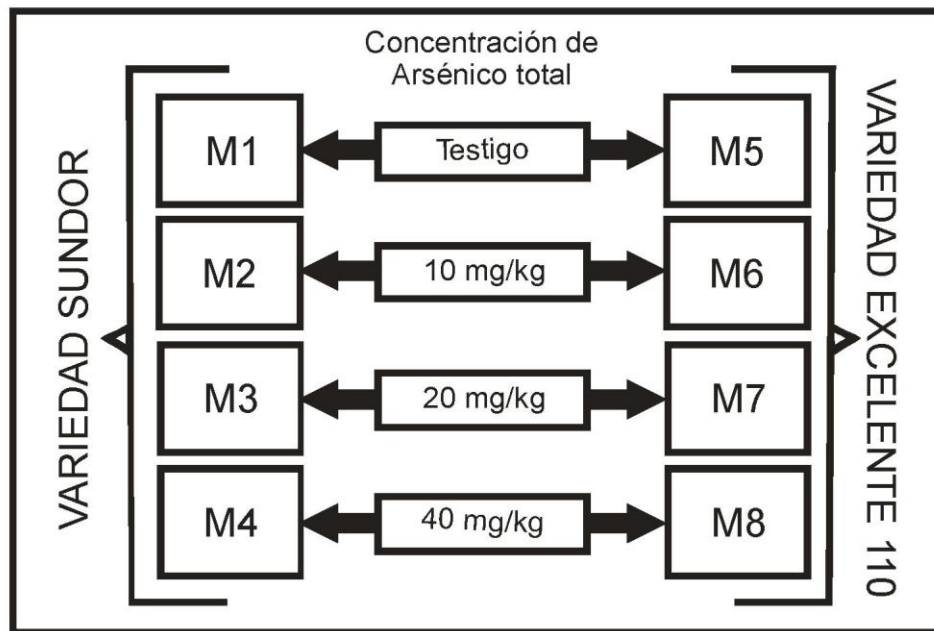 Concentración de
Arsénico total
VARIEDAD SUNDOR
M1
Testigo
M5
M2
10 mg/kg
M6
M3
20 mg/kg
M7
M4
40 mg/kg
M8
VARIEDAD EXCELENTE 110